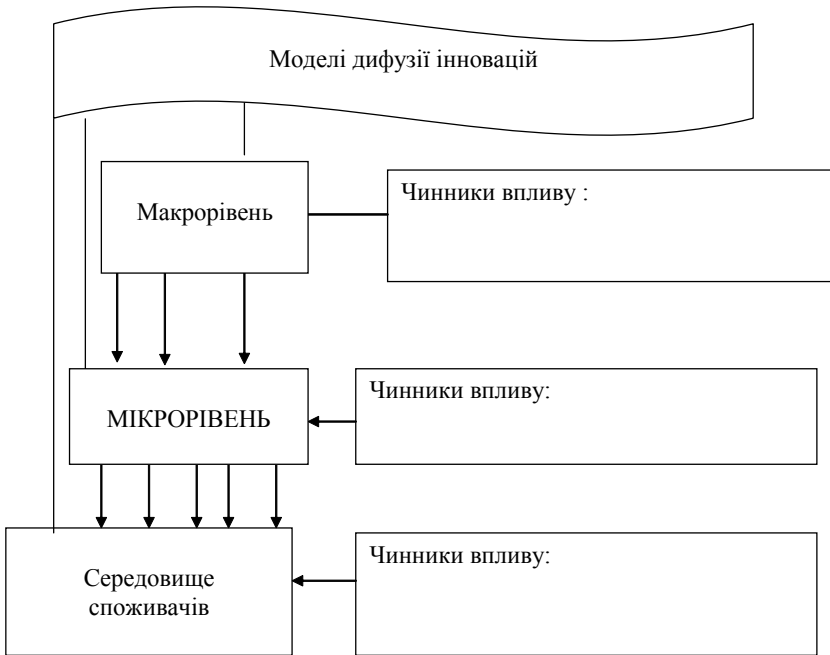 Моделі дифузії інновацій
Макрорівень
Чинники впливу :
МІКРОРІВЕНЬ
Чинники впливу:
Середовище
споживачів
Чинники впливу: